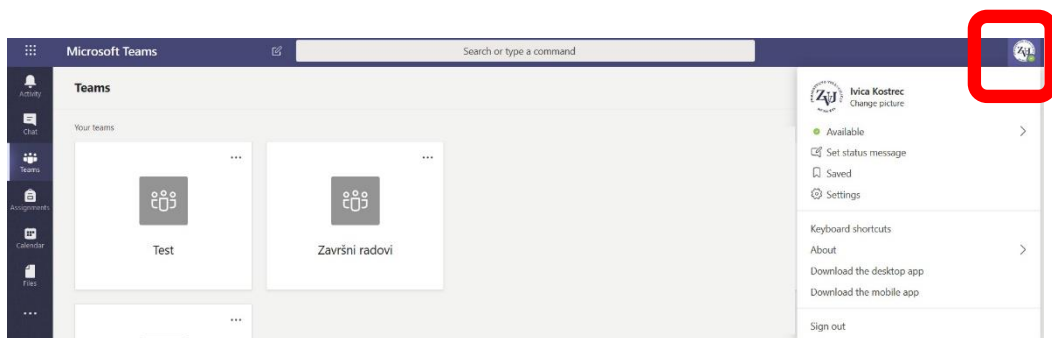 Microsoft Teams
Search or type a command
ZVU
Activity
Chat
Teams
Assignments
Calendar
Files
Teams
Your teams
Test
Završni radovi
ZVU
Ivica Kostrec
Change picture
Available
Set status message
Saved
Settings
Keyboard shortcuts
About
Download the desktop app
Download the mobile app
Sign out